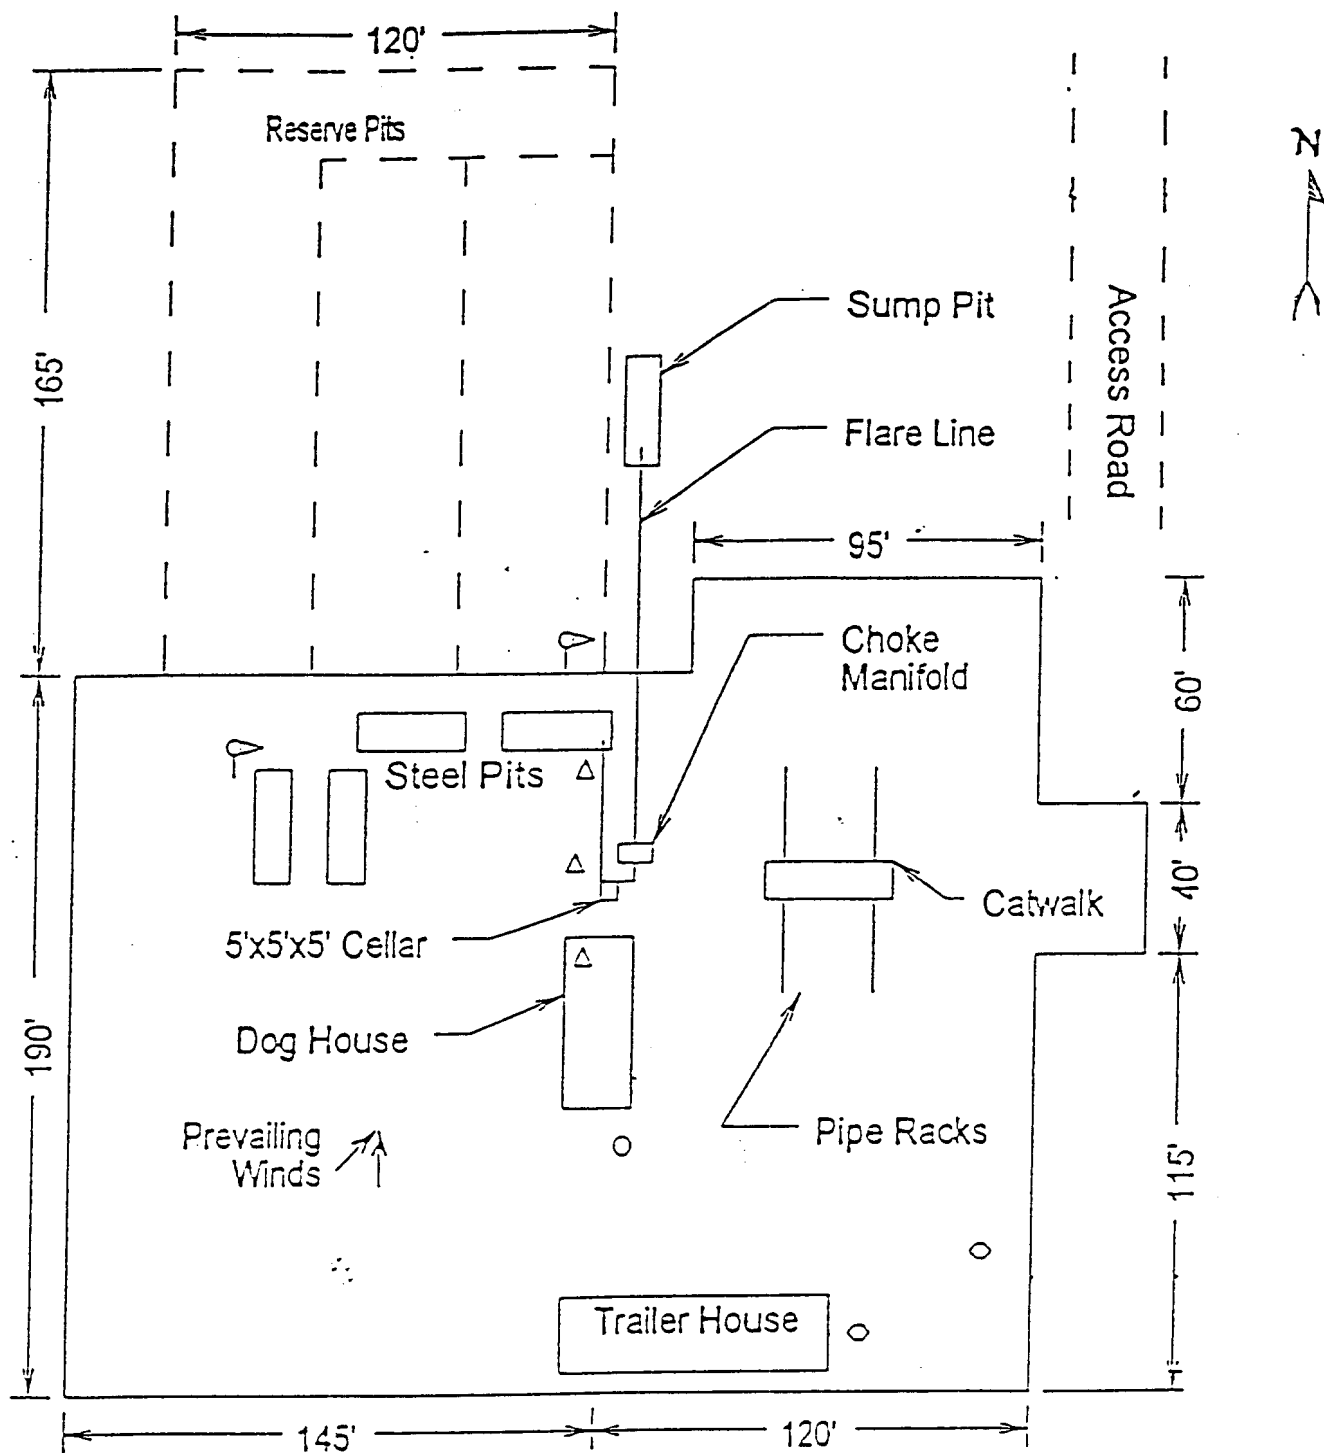 120'
Reserve Pits
N
165'
Sump Pit
Access Road
Flare Line
95'
Choke
Manifold
60'
Steel Pits
40'
Catwalk
5'x5'x5' Cellar
190'
Dog House
Prevailing
Winds
Pipe Racks
115'
Trailer House
145'
120'